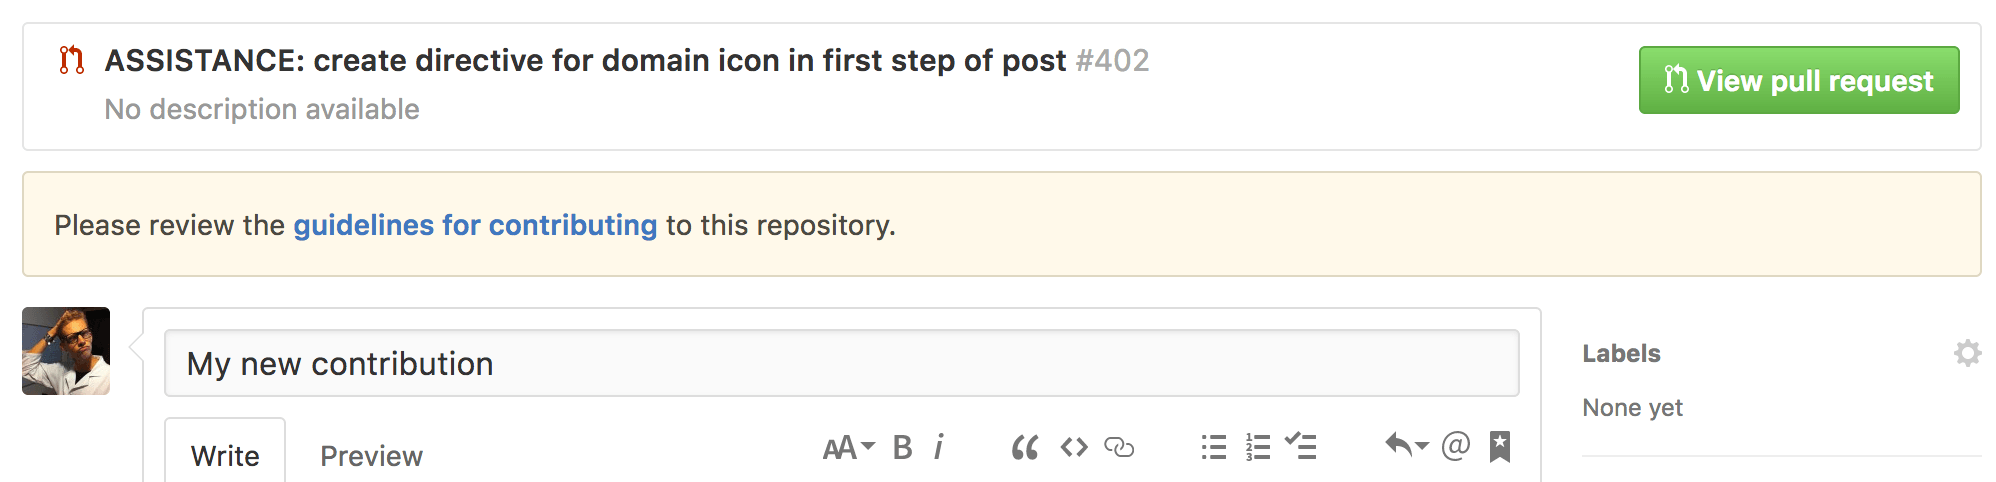 ASSISTANCE: create directive for domain icon in first step of post #402
No description available
View pull request
Please review the guidelines for contributing to this repository.
My new contribution
Labels
None yet
Write Preview AA B i @